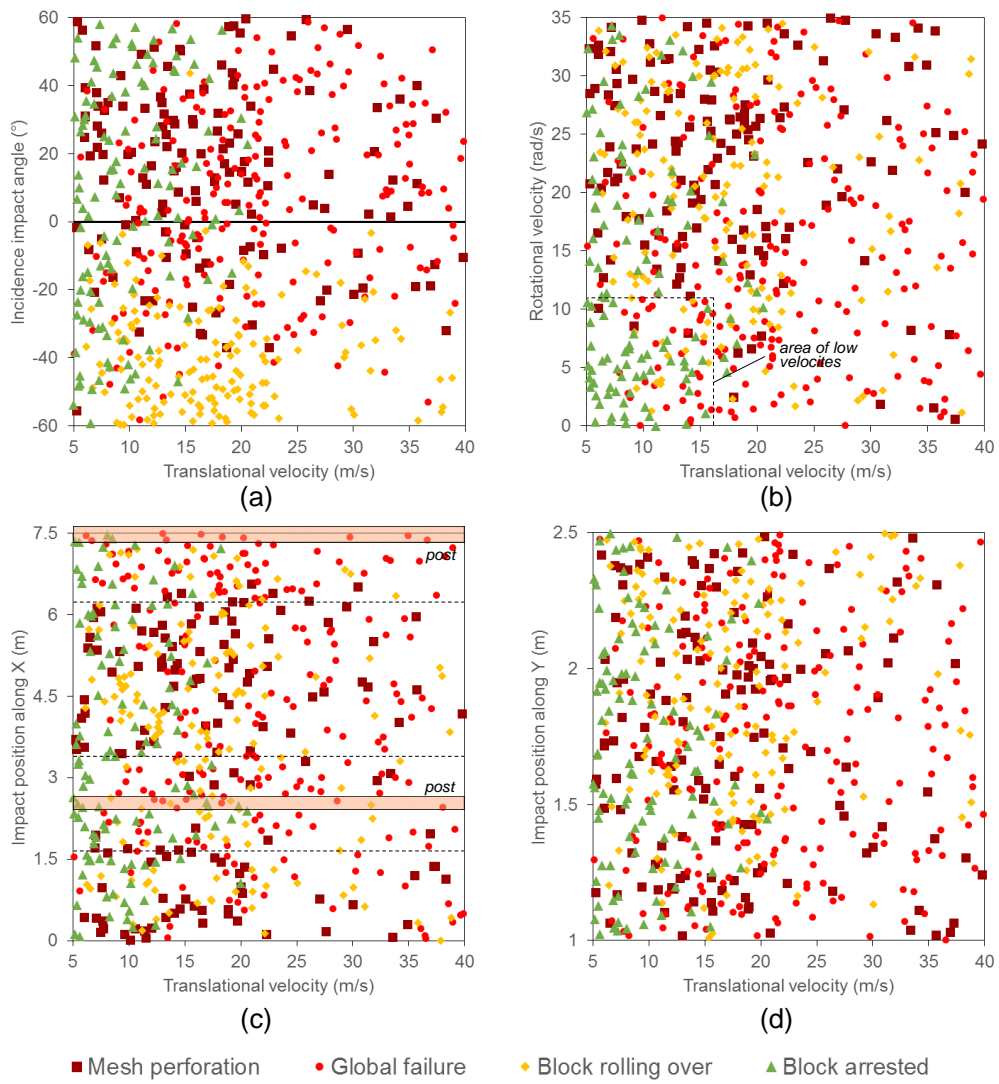 60
40
20
0
-20
-40
-60
Incidence impact angle (°)
5 10 15 20 25 30 35 40
Translational velocity (m/s)
(a)
35
30
25
20
15
10
5
0
Rotational velocity (rad/s)
area of low
velocites
5 10 15 20 25 30 35 40
Translational velocity (m/s)
(b)
7.5
6
4.5
3
1.5
0
Impact position along X (m)
post
post
5 10 15 20 25 30 35 40
Translational velocity (m/s)
(c)
2.5
2
1.5
1
Impact position along Y (m)
5 10 15 20 25 30 35 40
Translational velocity (m/s)
(d)
Mesh perforation Global failure Block rolling over Block arrested